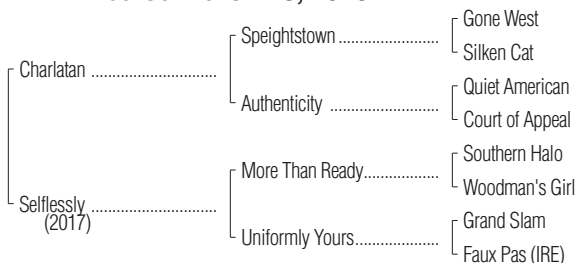 Gone West
Speightstown
Silken Cat
Charlatan
Quiet American
Authenticity
Court of Appeal
Southern Halo
More Than Ready
Woodman's Girl
Selflessly
(2017)
Grand Slam
Uniformly Yours
Faux Pas (IRE)